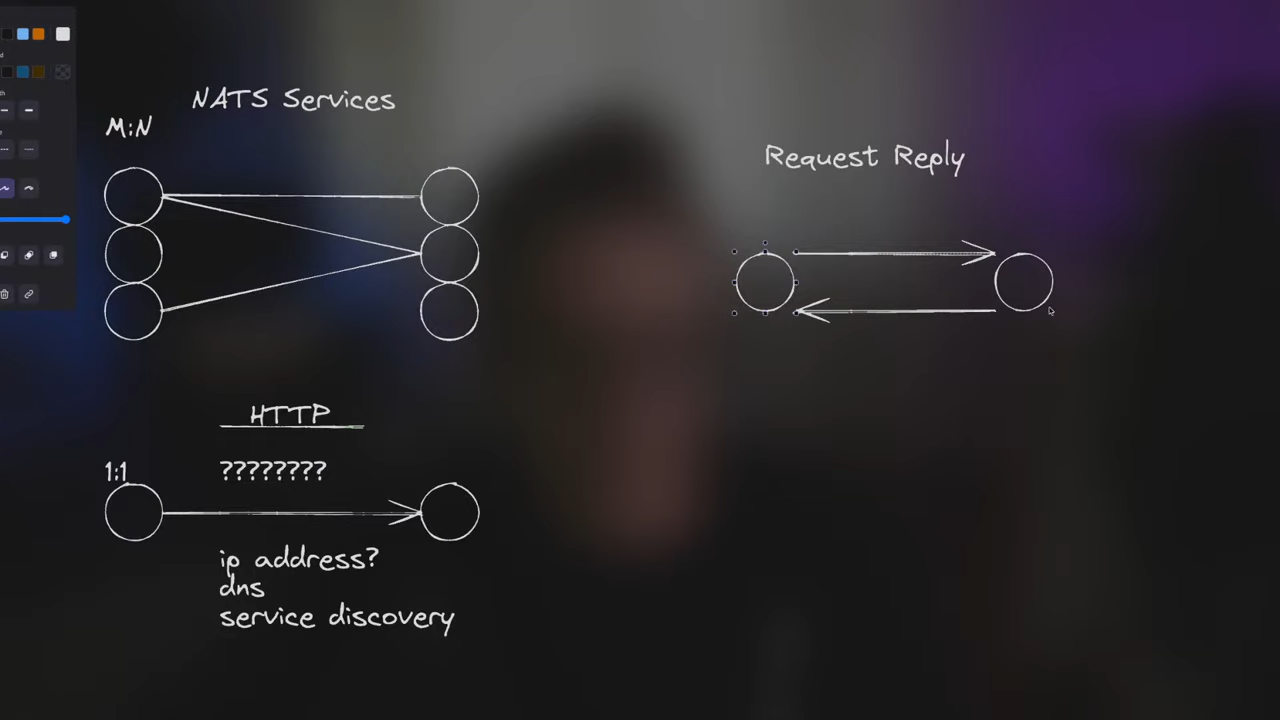 NATS Services
M:N
Request Reply
HTTP
1:1
????????
ip address?
dns
service discovery